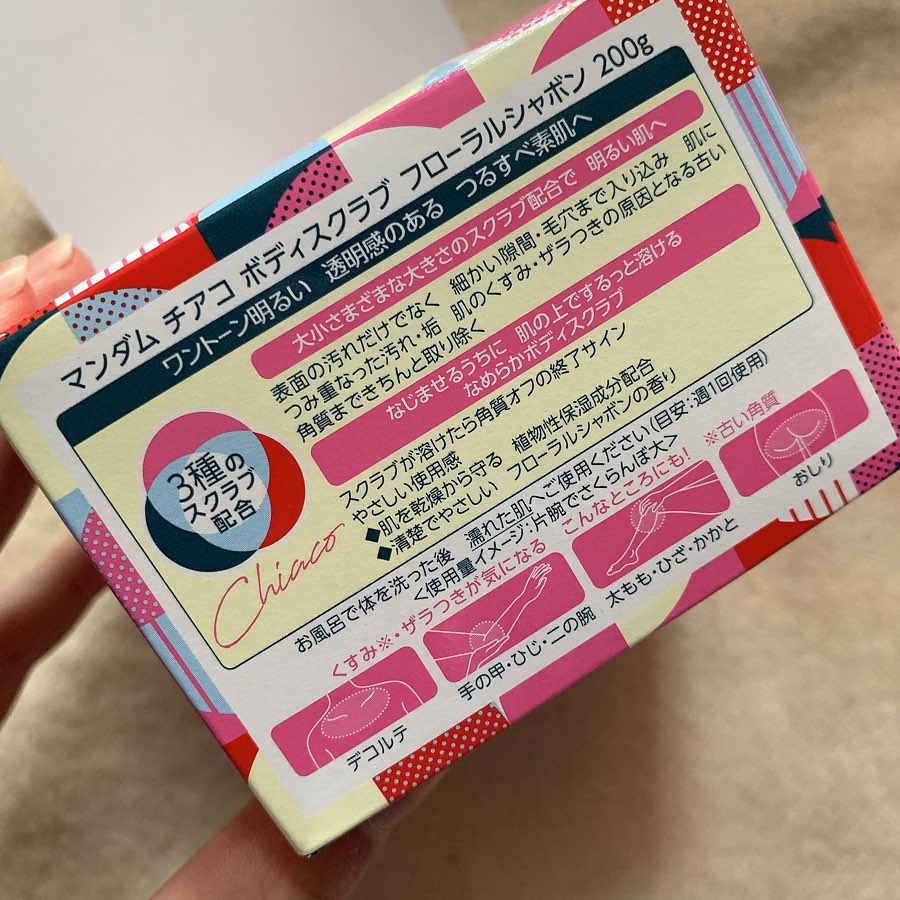 マンダム チアコ ボディスクラブ フローラルシャボン 200g
ワントーン明るい 透明感のある つるすべ素肌へ
大小さまざまな大きさのスクラブ配合で 明るい肌へ
表面の汚れだけでなく 細かい隙間・毛穴まで入り込み 肌に
つみ重なった汚れ・垢 肌のくすみ・ザラつきの原因となる古い
角質まできちんと取り除く
なじませるうちに 肌の上でするっと溶ける
なめらかボディスクラブ
スクラブが溶けたら角質オフの終了サイン
やさしい使用感
◆肌を乾燥から守る 植物性保湿成分配合
◆清楚でやさしい フローラルシャボンの香り
3種の
スクラブ
配合
Chiaco
お風呂で体を洗った後 濡れた肌へご使用ください(目安:週1回使用)
<使用量イメージ:片腕でさくらんぼ大>
くすみ※・ザラつきが気になる こんなところにも!
※古い角質
デコルテ
手の甲・ひじ・二の腕
太もも・ひざ・かかと
おしり